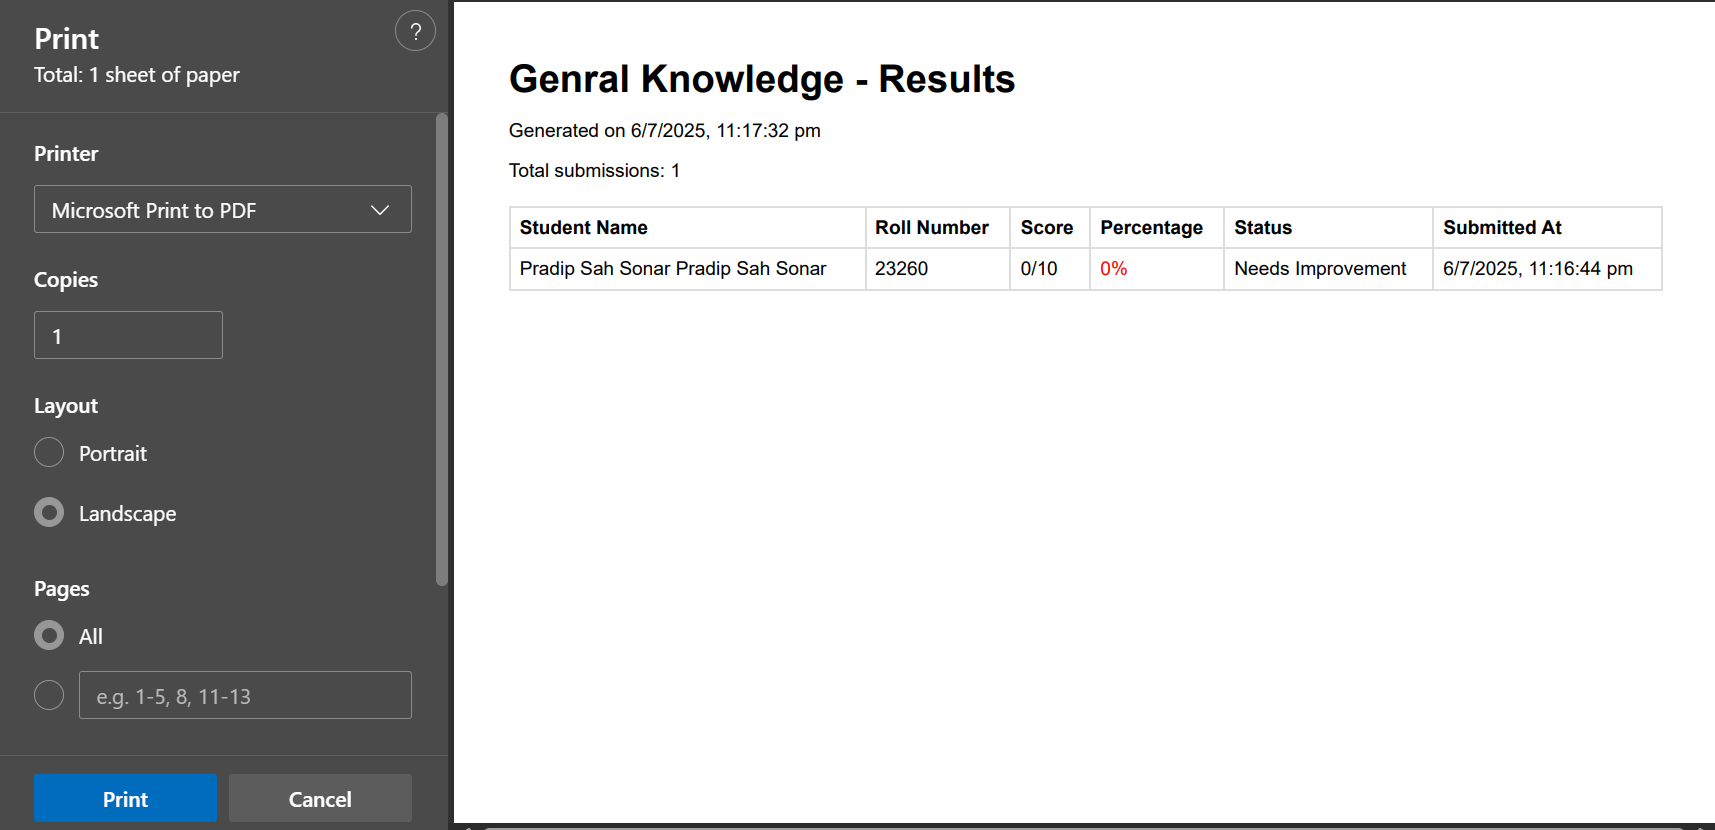 Print
?
Total: 1 sheet of paper
Printer
Microsoft Print to PDF
Copies
1
Layout
Portrait
Landscape
Pages
All
e.g. 1-5, 8, 11-13
Print Cancel
Genral Knowledge - Results
Generated on 6/7/2025, 11:17:32 pm
Total submissions: 1
Student Name Roll Number Score Percentage Status Submitted At
Pradip Sah Sonar Pradip Sah Sonar 23260 0/10 0% Needs Improvement 6/7/2025, 11:16:44 pm